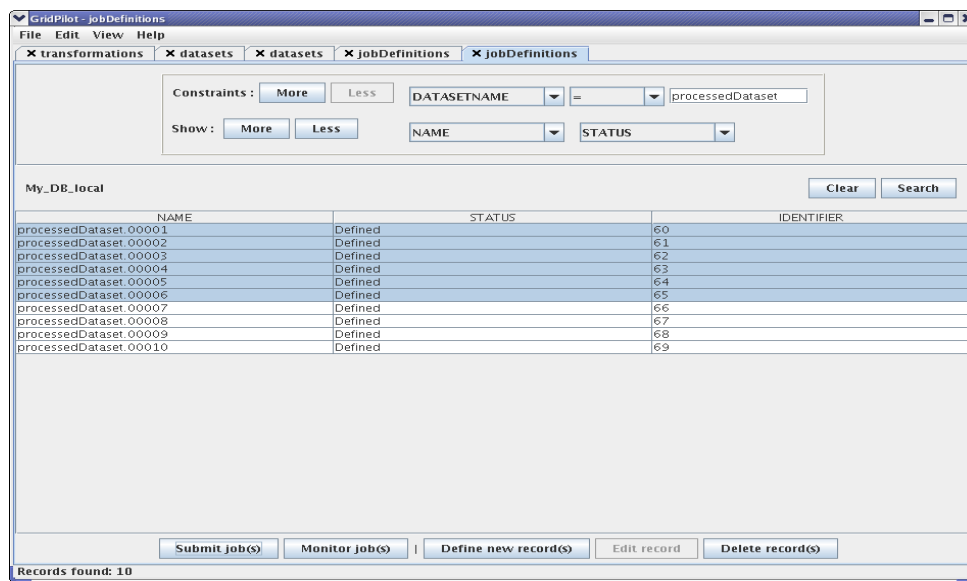 GridPilot - jobDefinitions
File Edit View Help
transformations datasets datasets jobDefinitions jobDefinitions
Constraints : More Less DATASETNAME = processedDataset
Show : More Less NAME STATUS
My_DB_local Clear Search
NAME STATUS IDENTIFIER
processedDataset.00001 Defined 60
processedDataset.00002 Defined 61
processedDataset.00003 Defined 62
processedDataset.00004 Defined 63
processedDataset.00005 Defined 64
processedDataset.00006 Defined 65
processedDataset.00007 Defined 66
processedDataset.00008 Defined 67
processedDataset.00009 Defined 68
processedDataset.00010 Defined 69
Submit job(s) Monitor job(s) | Define new record(s) Edit record Delete record(s)
Records found: 10